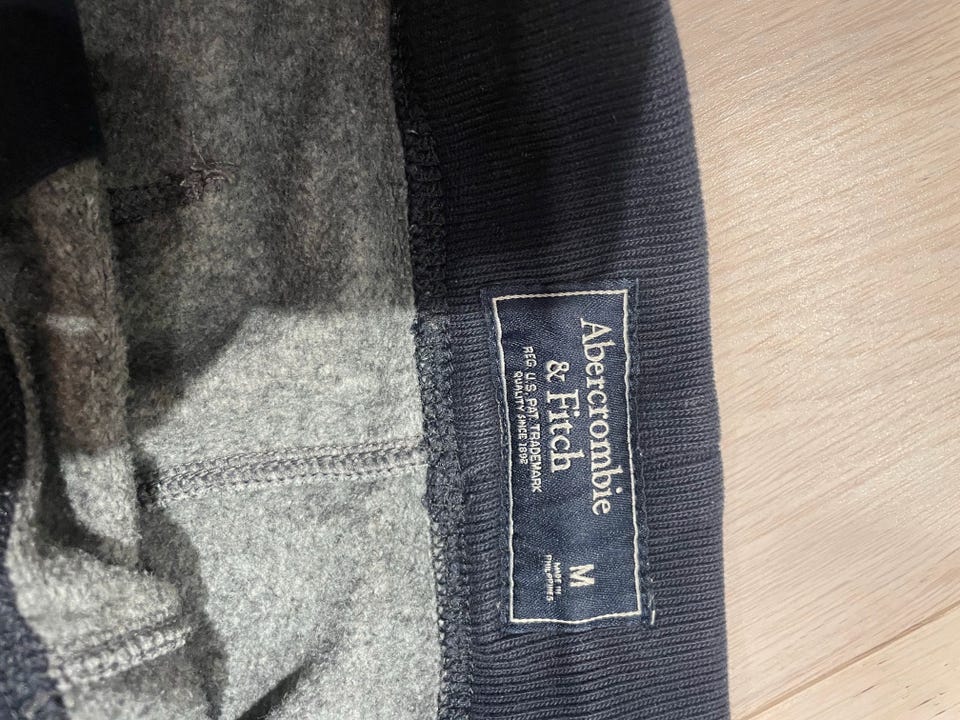 Abercrombie
& Fitch
REG. U.S. PAT. TRADEMARK
QUALITY SINCE 1892
M
MADE IN
PHILIPPINES